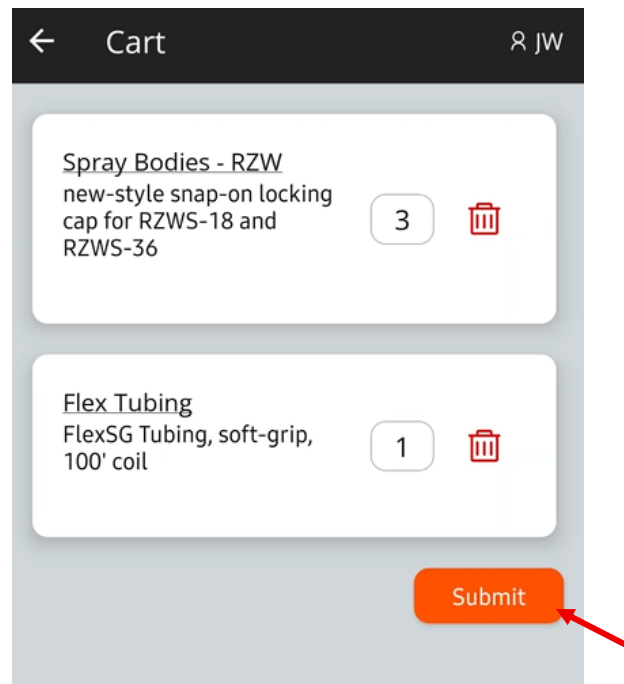 Cart
JW
Spray Bodies - RZW
new-style snap-on locking
cap for RZWS-18 and
RZWS-36
3
Flex Tubing
FlexSG Tubing, soft-grip,
100' coil
1
Submit